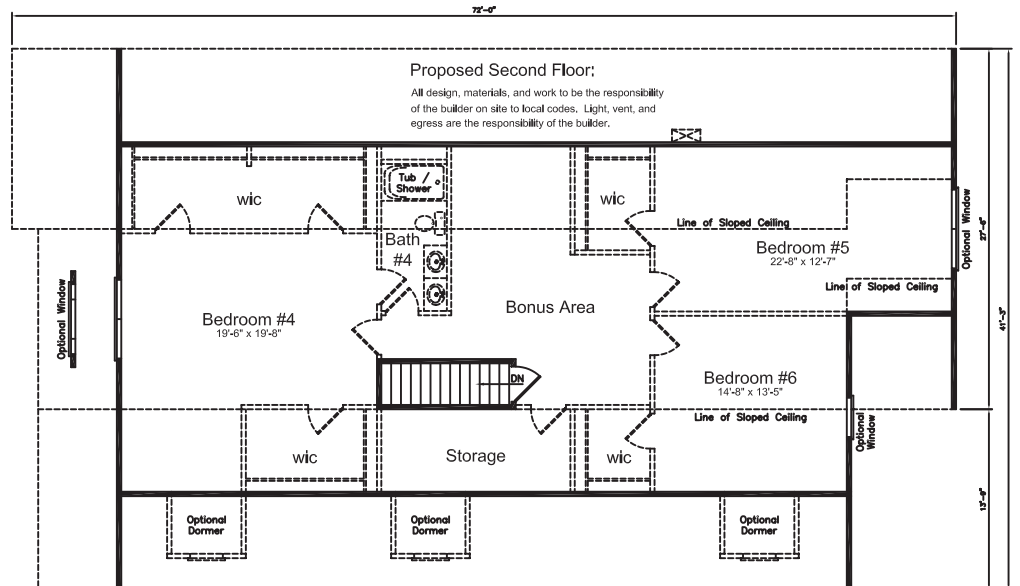 72'-0"
Proposed Second Floor:
All design, materials, and work to be the responsibility
of the builder on site to local codes. Light, vent, and
egress are the responsibility of the builder.
Tub /
Shower
wic
wic
Line of Sloped Ceiling
Bath
#4
Bedroom #5
22'-8" x 12'-7"
Optional Window
27'-6"
Line of Sloped Ceiling
Optional Window
Bedroom #4
19'-6" x 19'-8"
Bonus Area
41'-3"
DN
Bedroom #6
14'-8" x 13'-5"
Line of Sloped Ceiling
Optional
Window
wic
Storage
wic
13'-9"
Optional
Dormer
Optional
Dormer
Optional
Dormer